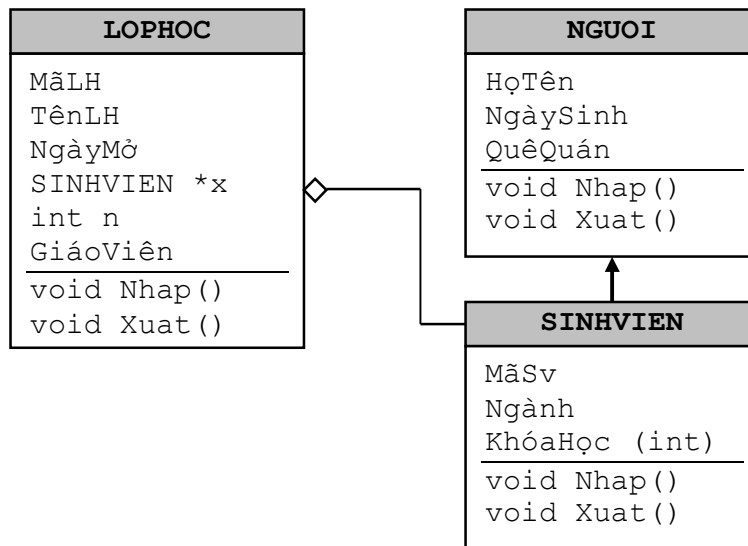 LOPHOC
MãLH
TênLH
NgàyMở
SINHVIEN *x
int n
GiáoViên
void Nhap()
void Xuat()
NGUOI
HọTên
NgàySinh
QuêQuán
void Nhap()
void Xuat()
SINHVIEN
MãSv
Ngành
KhóaHọc (int)
void Nhap()
void Xuat()